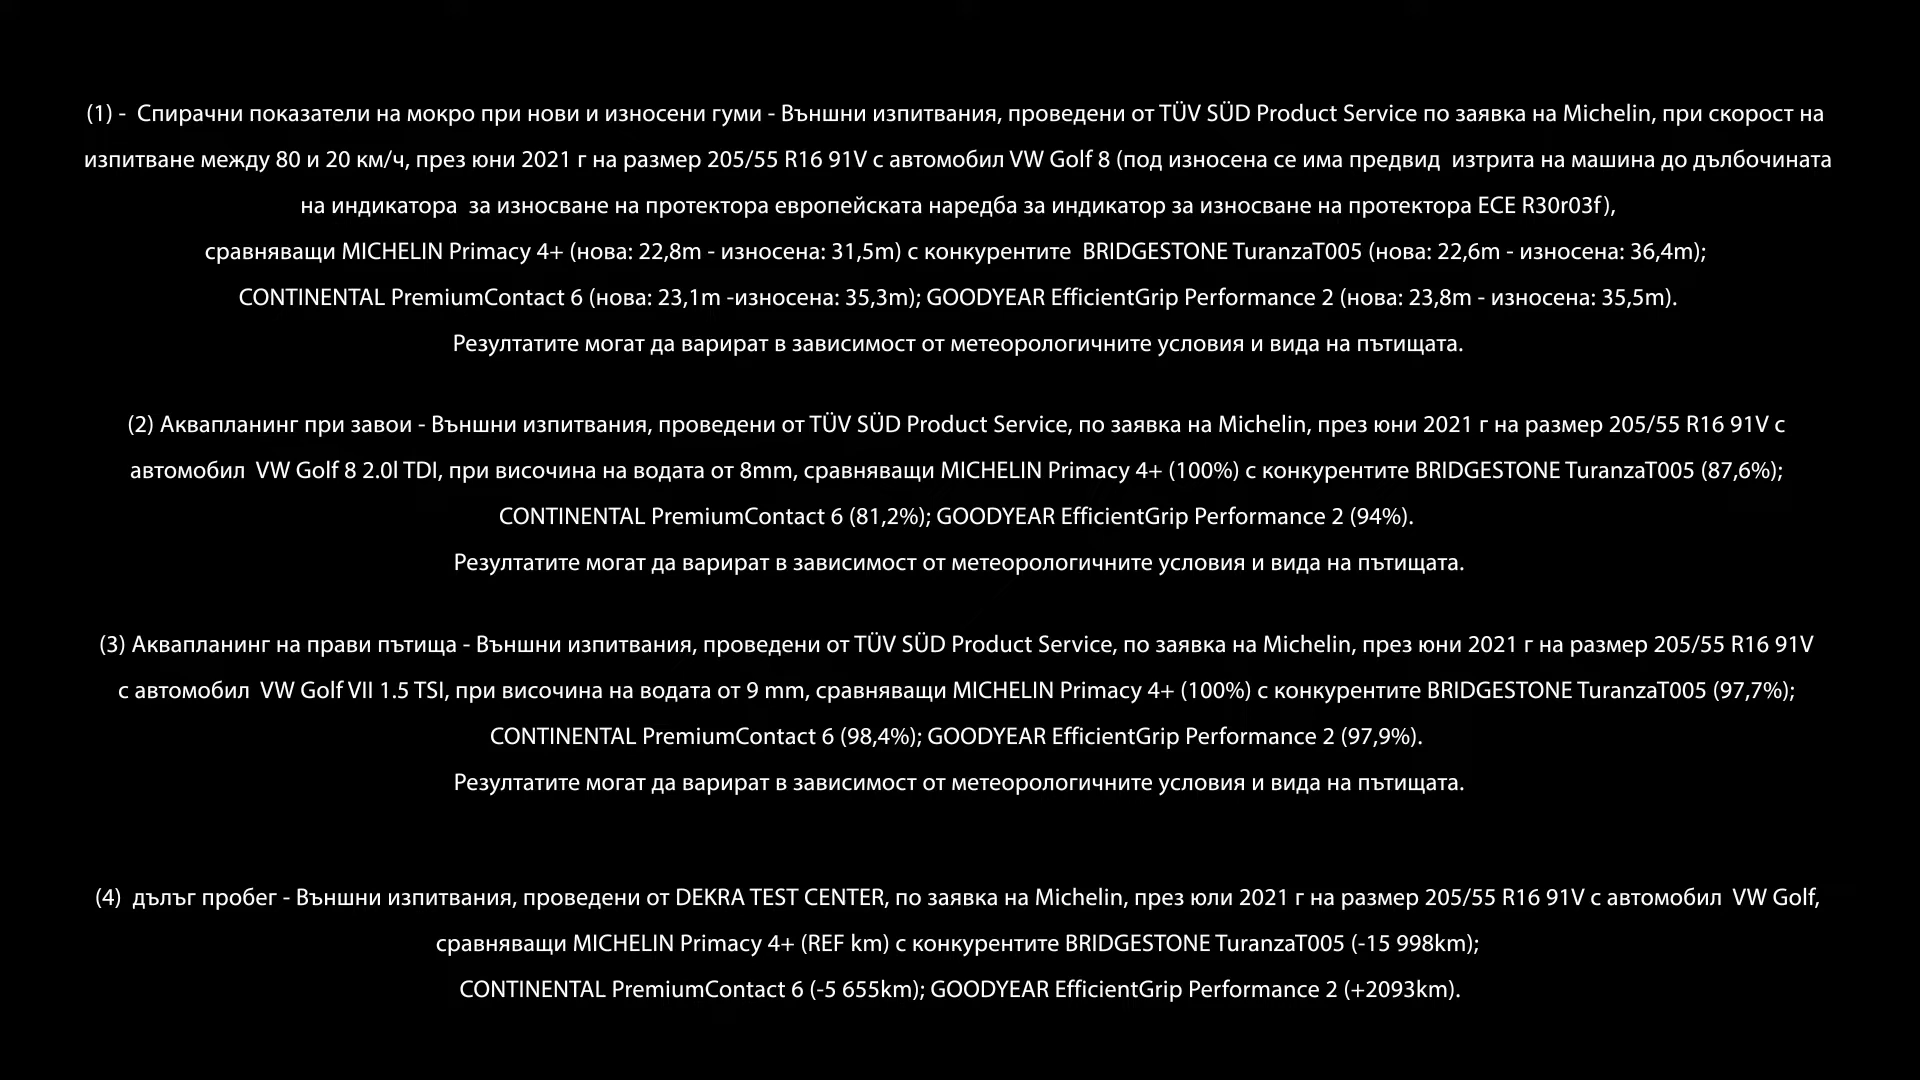 (1) -  Спирачни показатели на мокро при нови и износени гуми - Външни изпитвания, проведени от TÜV SÜD Product Service по заявка на Michelin, при скорост на
изпитване между 80 и 20 км/ч, през юни 2021 г на размер 205/55 R16 91V с автомобил VW Golf 8 (под износена се има предвид  изтрита на машина до дълбочината
на индикатора  за износване на протектора европейската наредба за индикатор за износване на протектора ECE R30r03f),
сравняващи MICHELIN Primacy 4+ (нова: 22,8m - износена: 31,5m) с конкурентите  BRIDGESTONE TuranzaT005 (нова: 22,6m - износена: 36,4m);
CONTINENTAL PremiumContact 6 (нова: 23,1m -износена: 35,3m); GOODYEAR EfficientGrip Performance 2 (нова: 23,8m - износена: 35,5m).
Резултатите могат да варират в зависимост от метеорологичните условия и вида на пътищата.
(2) Аквапланинг при завои - Външни изпитвания, проведени от TÜV SÜD Product Service, по заявка на Michelin, през юни 2021 г на размер 205/55 R16 91V с
автомобил  VW Golf 8 2.0l TDI, при височина на водата от 8mm, сравняващи MICHELIN Primacy 4+ (100%) с конкурентите BRIDGESTONE TuranzaT005 (87,6%);
CONTINENTAL PremiumContact 6 (81,2%); GOODYEAR EfficientGrip Performance 2 (94%).
Резултатите могат да варират в зависимост от метеорологичните условия и вида на пътищата.
(3) Аквапланинг на прави пътища - Външни изпитвания, проведени от TÜV SÜD Product Service, по заявка на Michelin, през юни 2021 г на размер 205/55 R16 91V
с автомобил  VW Golf VII 1.5 TSI, при височина на водата от 9 mm, сравняващи MICHELIN Primacy 4+ (100%) с конкурентите BRIDGESTONE TuranzaT005 (97,7%);
CONTINENTAL PremiumContact 6 (98,4%); GOODYEAR EfficientGrip Performance 2 (97,9%).
Резултатите могат да варират в зависимост от метеорологичните условия и вида на пътищата.
(4)  дълъг пробег - Външни изпитвания, проведени от DEKRA TEST CENTER, по заявка на Michelin, през юли 2021 г на размер 205/55 R16 91V с автомобил  VW Golf,
сравняващи MICHELIN Primacy 4+ (REF km) с конкурентите BRIDGESTONE TuranzaT005 (-15 998km);
CONTINENTAL PremiumContact 6 (-5 655km); GOODYEAR EfficientGrip Performance 2 (+2093km).